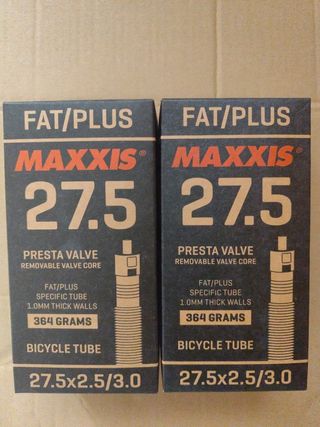 FAT/PLUS
MAXXIS®
27.5
PRESTA VALVE
REMOVABLE VALVE CORE
FAT/PLUS
SPECIFIC TUBE
1.0MM THICK WALLS
364 GRAMS
BICYCLE TUBE
27.5x2.5/3.0
FAT/PLUS
MAXXIS®
27.5
PRESTA VALVE
REMOVABLE VALVE CORE
FAT/PLUS
SPECIFIC TUBE
1.0MM THICK WALLS
364 GRAMS
BICYCLE TUBE
27.5x2.5/3.0